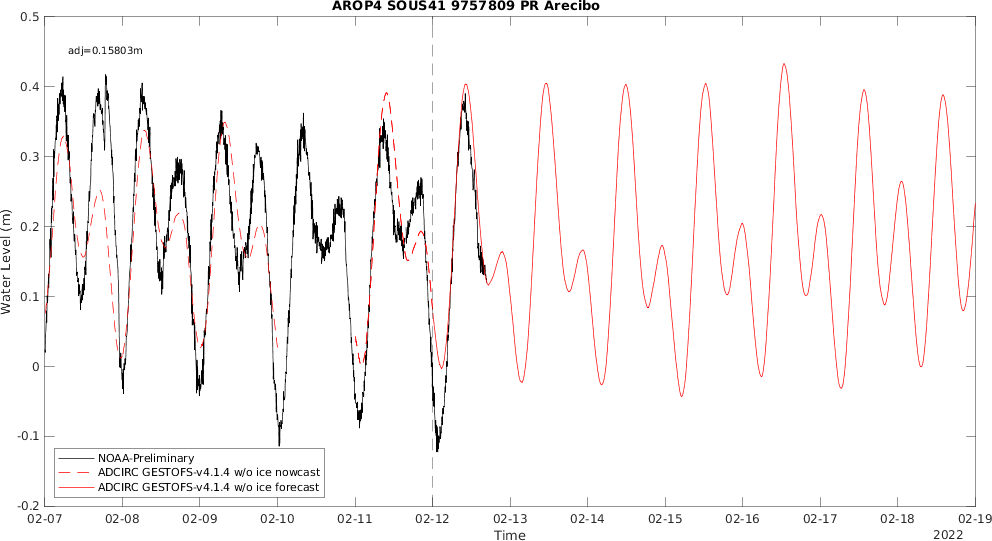 AROP4 SOUS41 9757809 PR Arecibo
adj=0.15803m
0.5
0.4
0.3
0.2
0.1
0
-0.1
-0.2
Water Level (m)
NOAA-Preliminary
ADCIRC GESTOFS-v4.1.4 w/o ice nowcast
ADCIRC GESTOFS-v4.1.4 w/o ice forecast
02-07 02-08 02-09 02-10 02-11 02-12 02-13 02-14 02-15 02-16 02-17 02-18 02-19
Time
2022